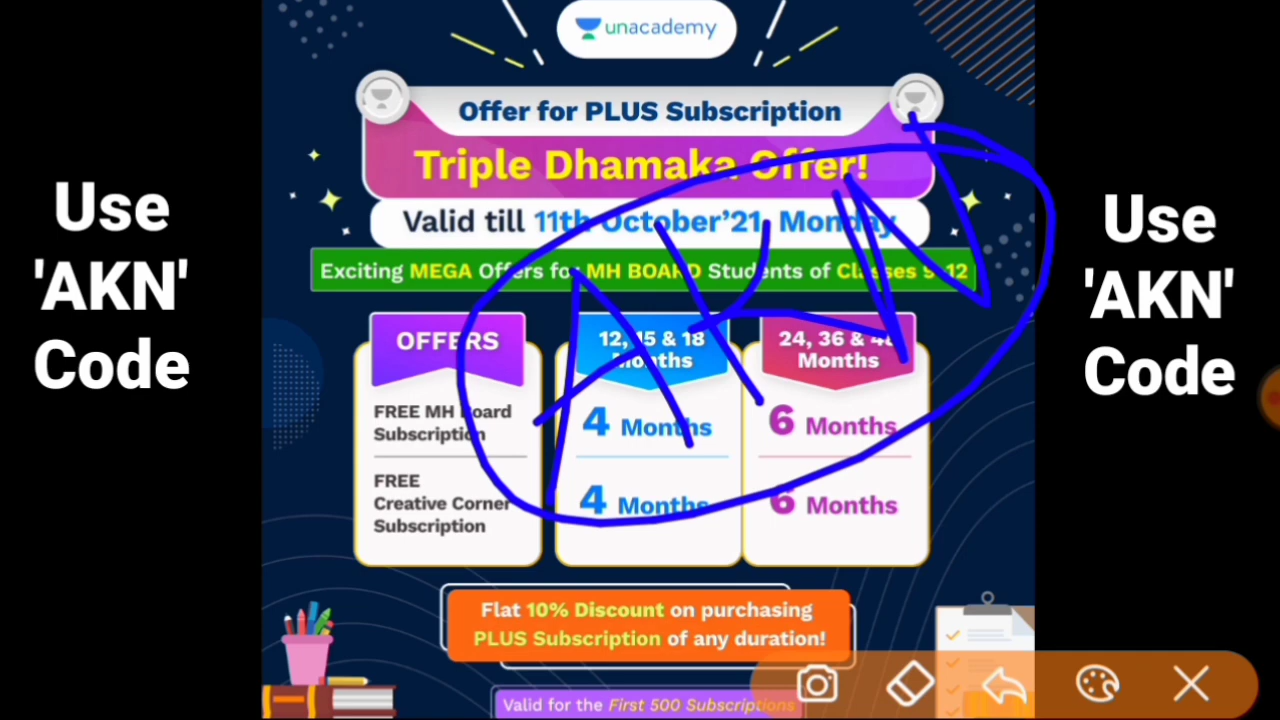 unacademy
Offer for PLUS Subscription
Triple Dhamaka Offer!
Valid till 11th October'21, Monday
Exciting MEGA Offers for MH BOARD Students of Classes 9-12
OFFERS
12, 15 & 18
Months
24, 36 & 48
Months
FREE MH Board
Subscription
4 Months
6 Months
FREE
Creative Corner
Subscription
4 Months
6 Months
Flat 10% Discount on purchasing
PLUS Subscription of any duration!
Valid for the First 500 Subscriptions
Use
'AKN'
Code
Use
'AKN'
Code
AKN